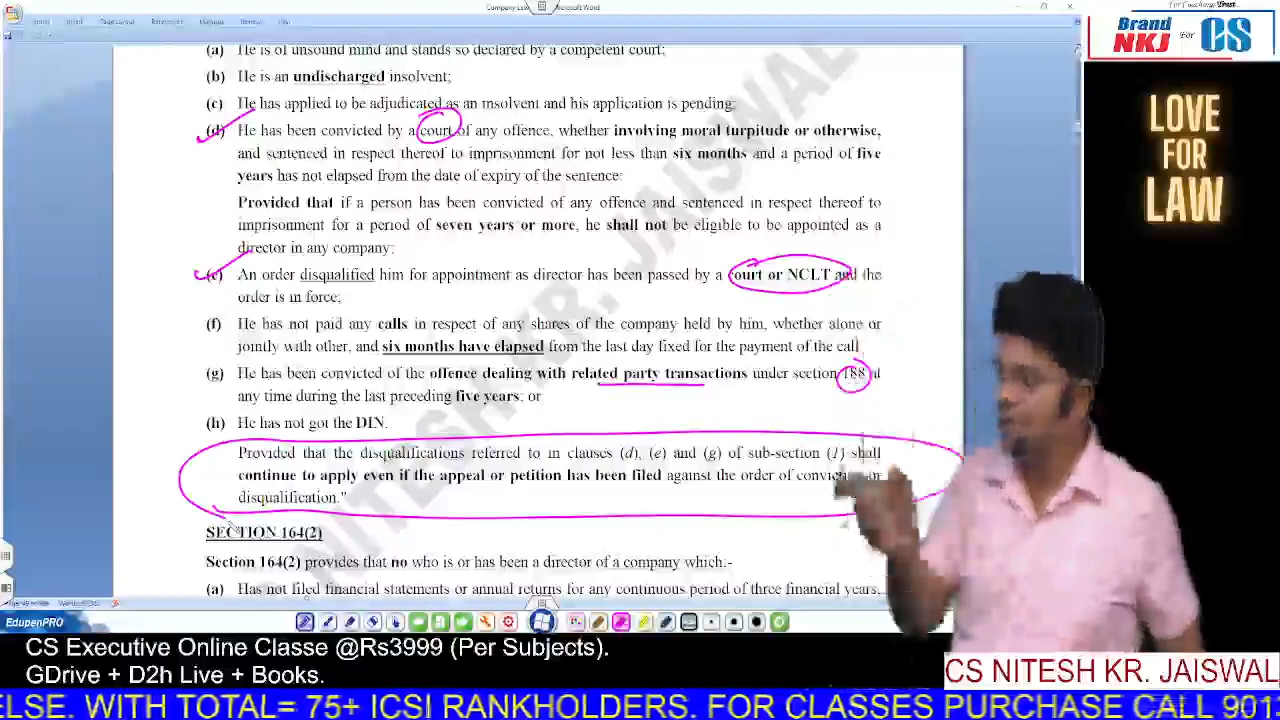 Company La
Microsoft Word
For Coaching Trust.
Brand
NKJ For CS
(a) He is of unsound mind and stands so declared by a competent court;
(b) He is an undischarged insolvent;
(c) He has applied to be adjudicated as an insolvent and his application is pending;
(d) He has been convicted by a court of any offence, whether involving moral turpitude or otherwise,
and sentenced in respect thereof to imprisonment for not less than six months and a period of five
years has not elapsed from the date of expiry of the sentence:
Provided that if a person has been convicted of any offence and sentenced in respect thereof to
imprisonment for a period of seven years or more, he shall not be eligible to be appointed as a
director in any company;
(e) An order disqualified him for appointment as director has been passed by a court or NCLT and the
order is in force;
(f) He has not paid any calls in respect of any shares of the company held by him, whether alone or
jointly with other, and six months have elapsed from the last day fixed for the payment of the call
(g) He has been convicted of the offence dealing with related party transactions under section 188 at
any time during the last preceding five years; or
(h) He has not got the DIN.
Provided that the disqualifications referred to in clauses (d), (e) and (g) of sub-section (1) shall
continue to apply even if the appeal or petition has been filed against the order of conviction or
disqualification."
SECTION 164(2)
Section 164(2) provides that no who is or has been a director of a company which:-
(a) Has not filed financial statements or annual returns for any continuous period of three financial years,
NITESH KR. JAISWAL
LOVE
FOR
LAW
EdupenPRO
CS Executive Online Classe @Rs3999 (Per Subjects).
GDrive + D2h Live + Books.
CS NITESH KR. JAISWAL
ELSE. WITH TOTAL= 75+ ICSI RANKHOLDERS. FOR CLASSES PURCHASE CALL 901